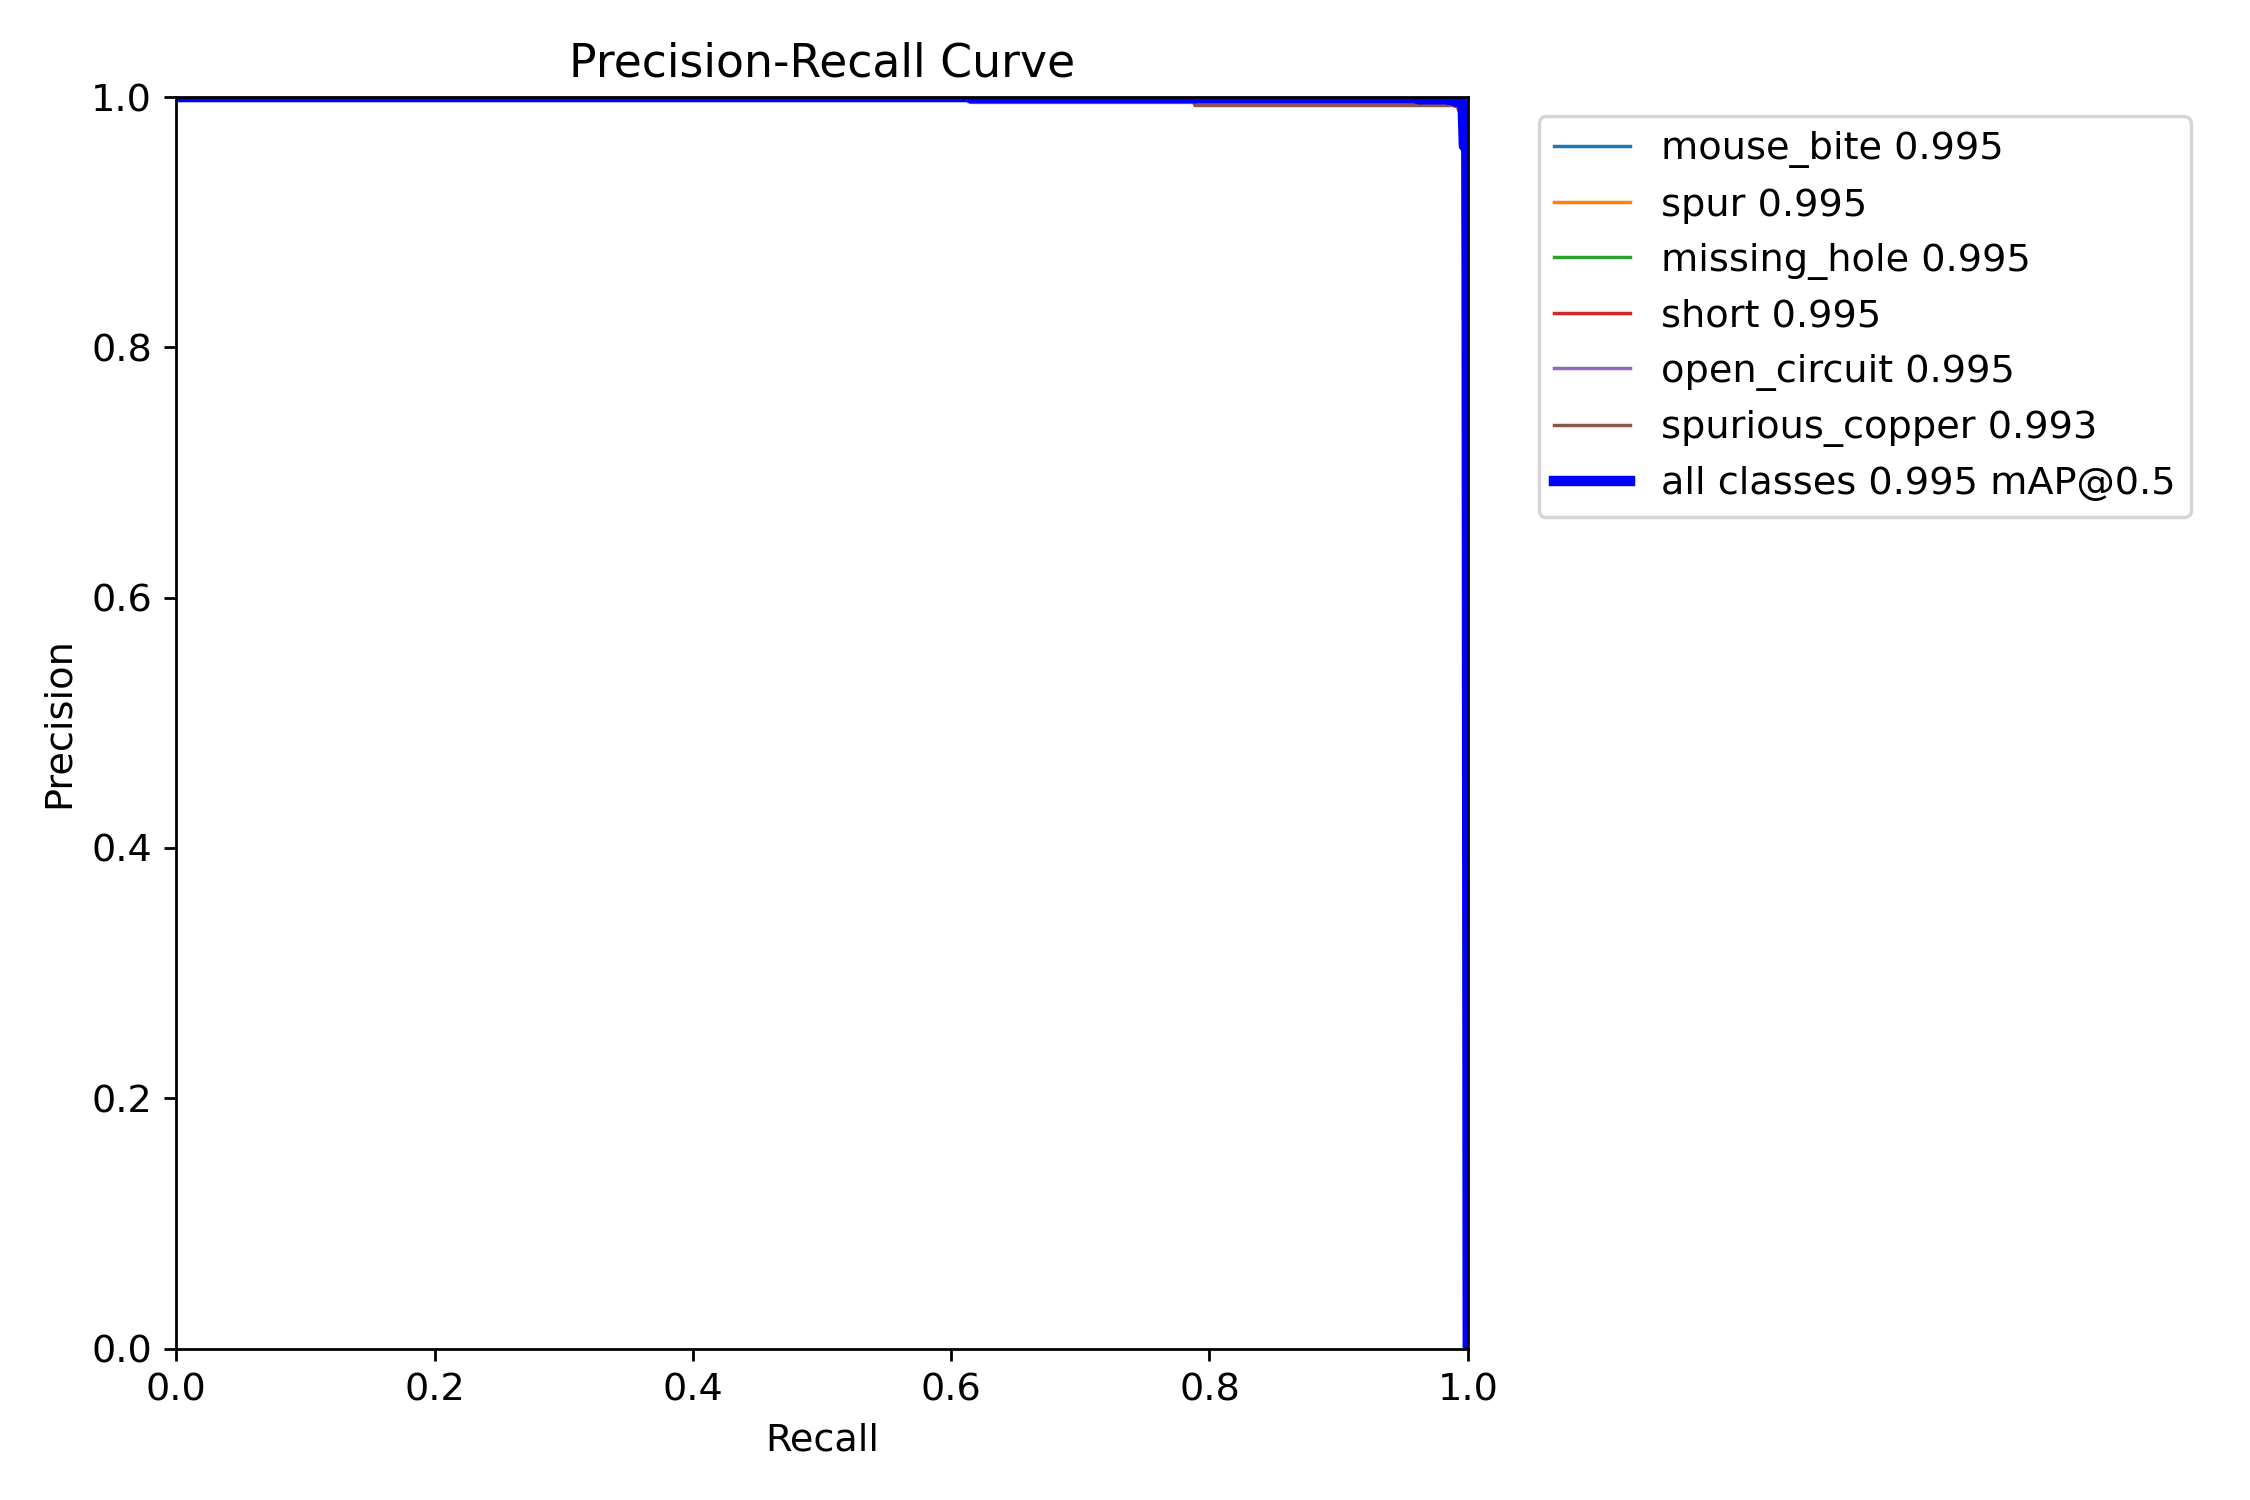 Precision-Recall Curve
1.0
0.8
0.6
0.4
0.2
0.0
Precision
0.0 0.2 0.4 0.6 0.8 1.0
Recall
mouse_bite 0.995
spur 0.995
missing_hole 0.995
short 0.995
open_circuit 0.995
spurious_copper 0.993
all classes 0.995 mAP@0.5